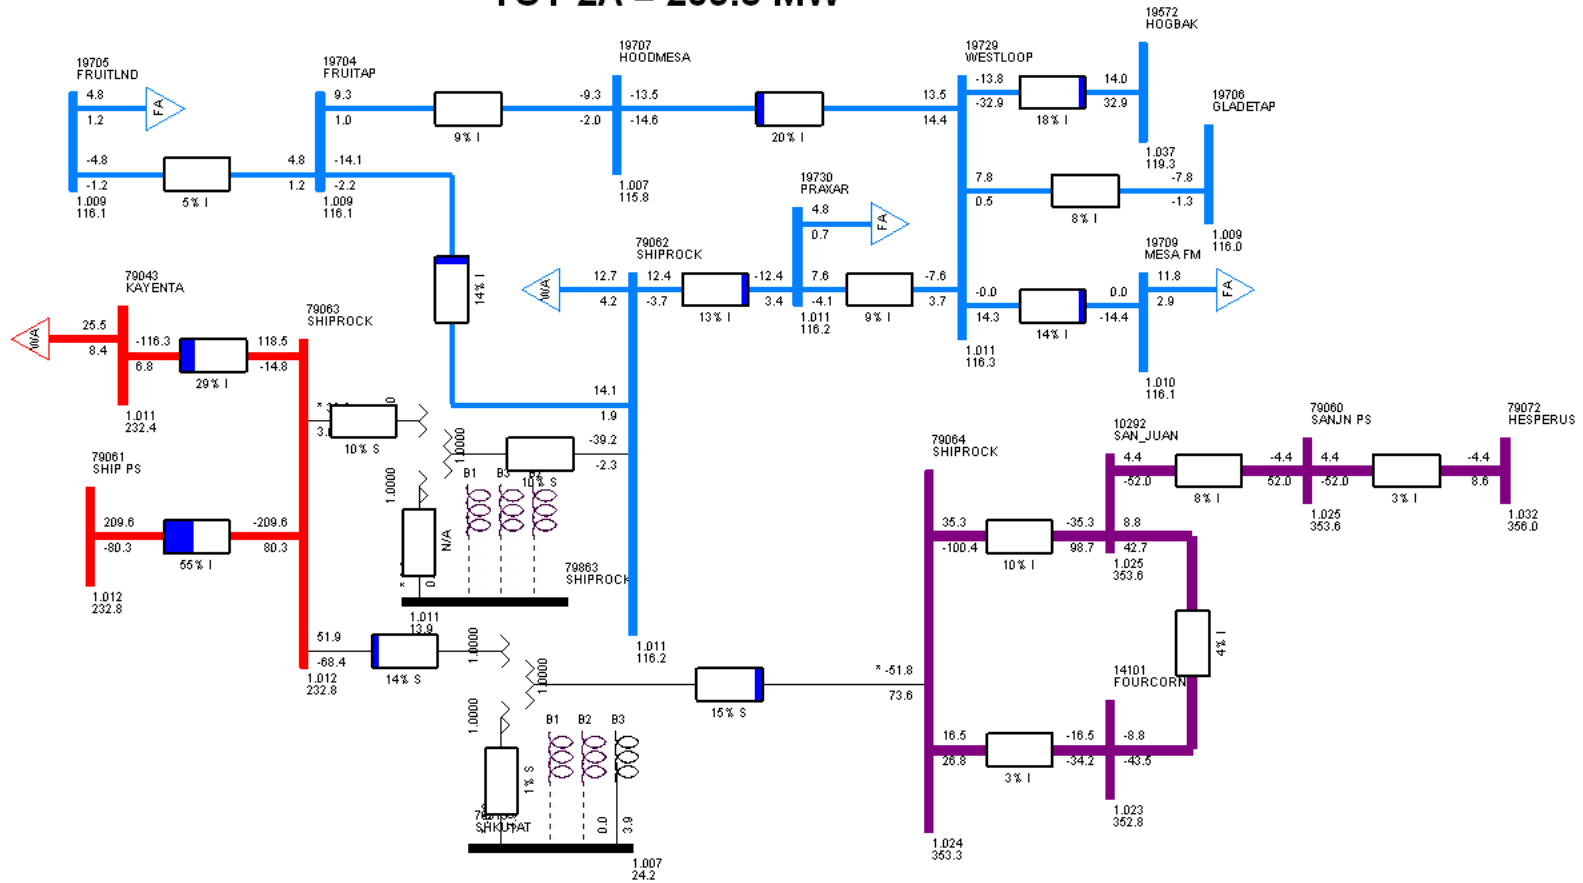 19705
FRUITLND
4.8
1.2
FA
-4.8
-1.2
5% I
4.8
1.2
1.009
116.1
19704
FRUITAP
9.3
1.0
-14.1
-2.2
1.009
116.1
9% I
-9.3
-2.0
19707
HOODMESA
-13.5
-14.6
1.007
115.8
20% I
13.5
14.4
19729
WESTLOOP
-13.8
-32.9
18% I
14.0
32.9
19572
HOGBAK
1.037
119.3
19706
GLADETAP
7.8
0.5
8% I
-7.8
-1.3
1.009
116.0
19730
PRAXAR
4.8
0.7
FA
79062
SHIPROCK
WA
12.7
4.2
12.4
-3.7
13% I
-12.4
3.4
7.6
-4.1
1.011
116.2
9% I
-7.6
3.7
-0.0
14.3
14% I
0.0
-14.4
1.011
116.3
19709
MESA FM
11.8
2.9
FA
1.010
116.1
14% I
14.1
1.9
-39.2
-2.3
10% S
1.0000
1.011
116.2
79043
KAYENTA
WA
25.5
8.4
-116.3
6.8
29% I
118.5
-14.8
1.011
232.4
79063
SHIPROCK
10% S
79061
SHIP PS
209.6
-80.3
55% I
-209.6
80.3
1.012
232.8
1.0000
N/A
B1
B3
79863
SHIPROCK
1.011
13.9
51.9
-68.4
14% S
1.0000
1.012
232.8
1.0000
15% S
* -51.8
73.6
1.0000
1% S
B1
B2
B3
0.0
3.9
1.007
24.2
79064
SHIPROCK
35.3
-100.4
10% I
-35.3
98.7
10292
SAN_JUAN
4.4
-52.0
8% I
-4.4
52.0
8.8
42.7
1.025
353.6
79060
SANJN PS
4.4
-52.0
3% I
-4.4
8.6
1.025
353.6
79072
HESPERUS
1.032
356.0
4% I
14101
FOURCORN
16.5
26.8
3% I
-16.5
-34.2
-8.8
-43.5
1.023
352.8
1.024
353.3